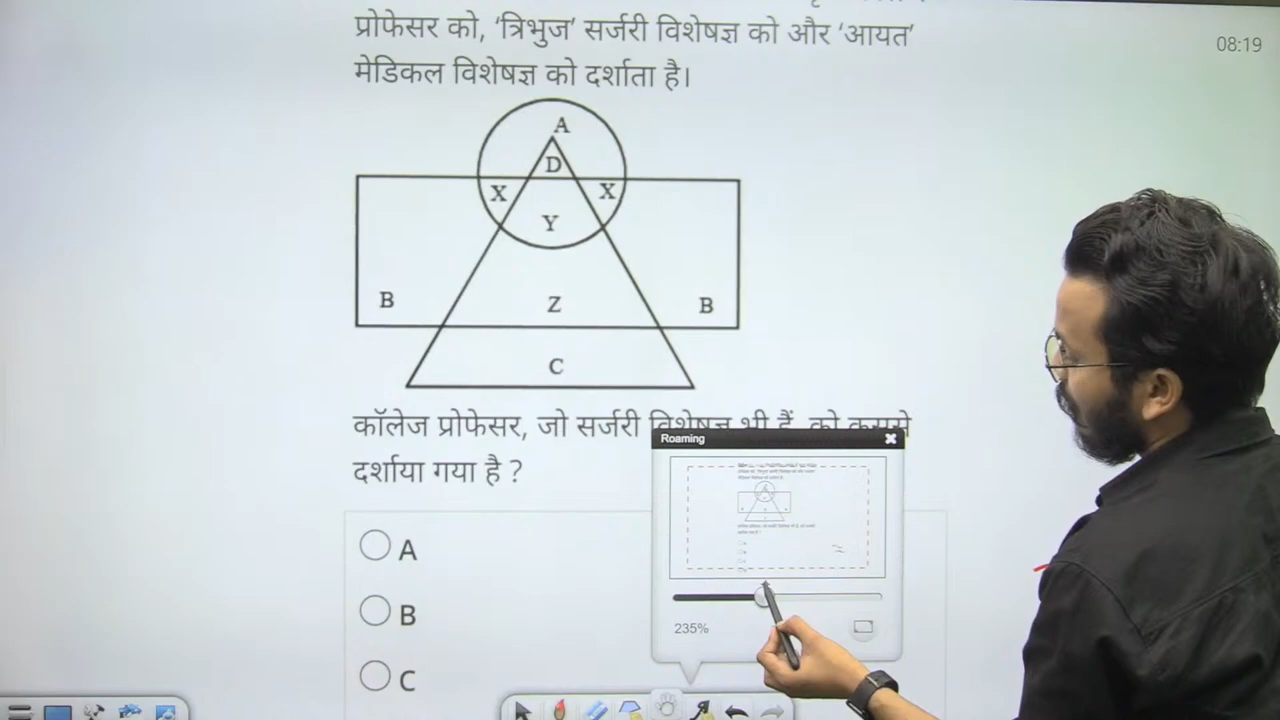 प्रोफेसर को, ‘त्रिभुज’ सर्जरी विशेषज्ञ को और ‘आयत’
08:19
मेडिकल विशेषज्ञ को दर्शाता है।
A
D
X X
Y
B Z B
C
कॉलेज प्रोफेसर, जो सर्जरी विशेषज्ञ भी हैं, को किससे
Roaming
दर्शाया गया है ?
A
B
235%
C